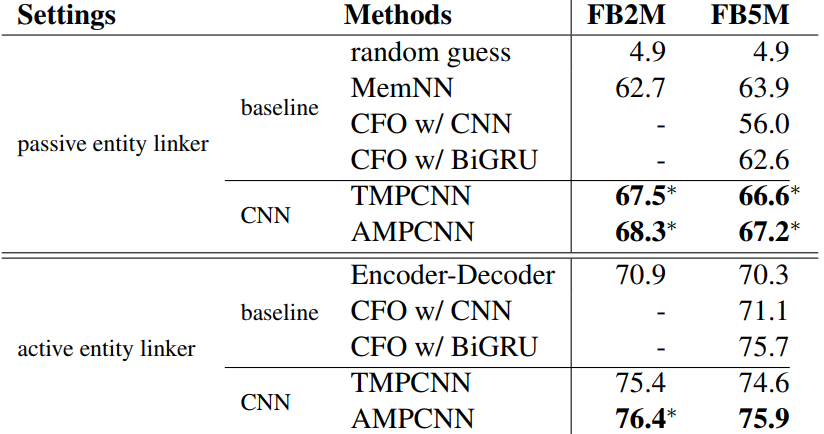 Settings Methods FB2M FB5M
random guess 4.9 4.9
MemNN 62.7 63.9
baseline
CFO w/ CNN - 56.0
passive entity linker
CFO w/ BiGRU - 62.6
TMPCNN 67.5* 66.6*
CNN
AMPCNN 68.3* 67.2*
Encoder-Decoder 70.9 70.3
baseline CFO w/ CNN - 71.1
active entity linker CFO w/ BiGRU - 75.7
TMPCNN 75.4 74.6
CNN
AMPCNN 76.4* 75.9